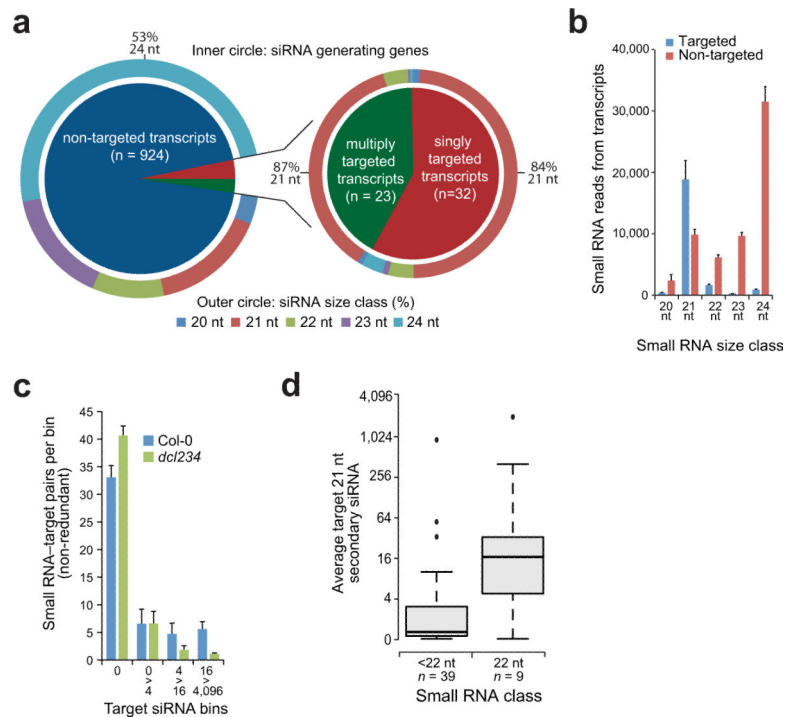 a
53%
24 nt
Inner circle: siRNA generating genes
non-targeted transcripts
(n = 924)
87%
21 nt
multiply
targeted
transcripts
(n = 23)
singly
targeted
transcripts
(n=32)
84%
21 nt
Outer circle: siRNA size class (%)
20 nt 21 nt 22 nt 23 nt 24 nt
b
Targeted
Non-targeted
Small RNA reads from transcripts
40,000
30,000
20,000
10,000
0
20 21 22 23 24
nt nt nt nt nt
Small RNA size class
c
Small RNA–target pairs per bin
(non-redundant)
45
40
35
30
25
20
15
10
5
0
Col-0
dcl234
0 0 4 16
> > >
4 16 4,096
Target siRNA bins
d
Average target 21 nt
secondary siRNA
4,096
1,024
256
64
16
4
0
<22 nt 22 nt
n = 39 n = 9
Small RNA class